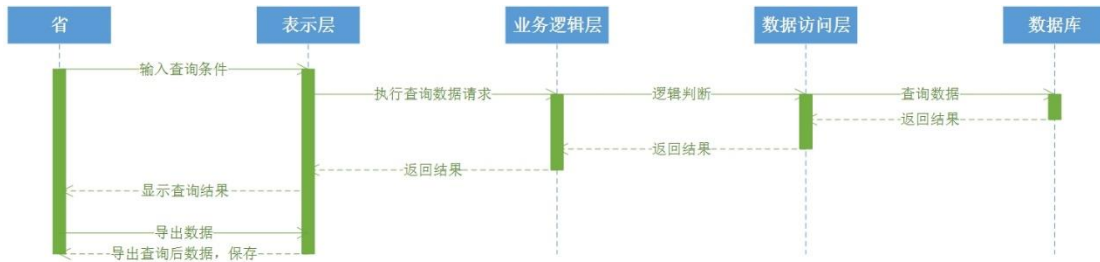 省
表示层
业务逻辑层
数据访问层
数据库
输入查询条件
执行查询数据请求
逻辑判断
查询数据
返回结果
返回结果
返回结果
显示查询结果
导出数据
导出查询后数据，保存